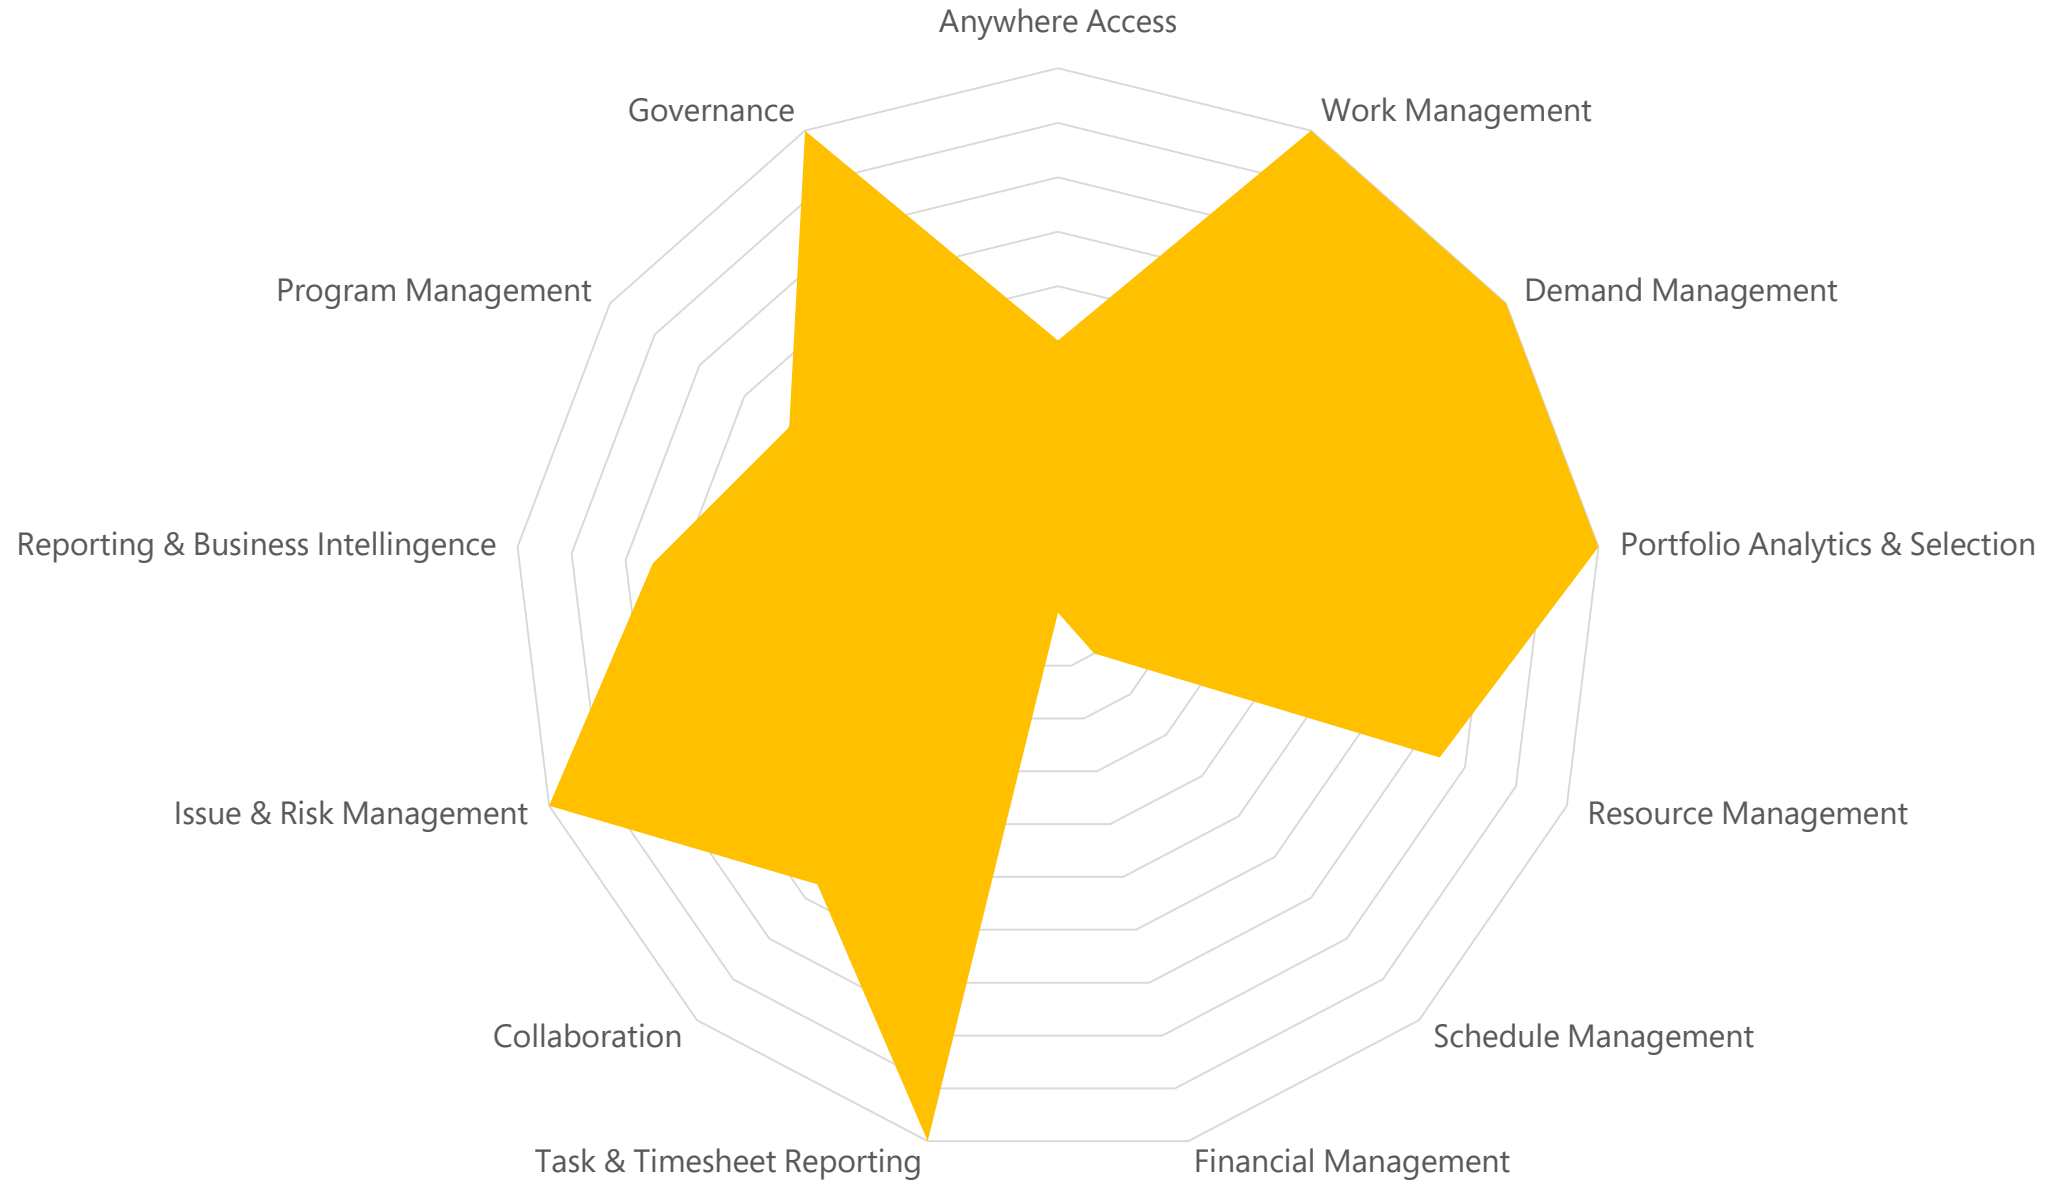 Anywhere Access
Governance
Work Management
Program Management
Demand Management
Reporting & Business Intellingence
Portfolio Analytics & Selection
Issue & Risk Management
Resource Management
Collaboration
Schedule Management
Task & Timesheet Reporting
Financial Management